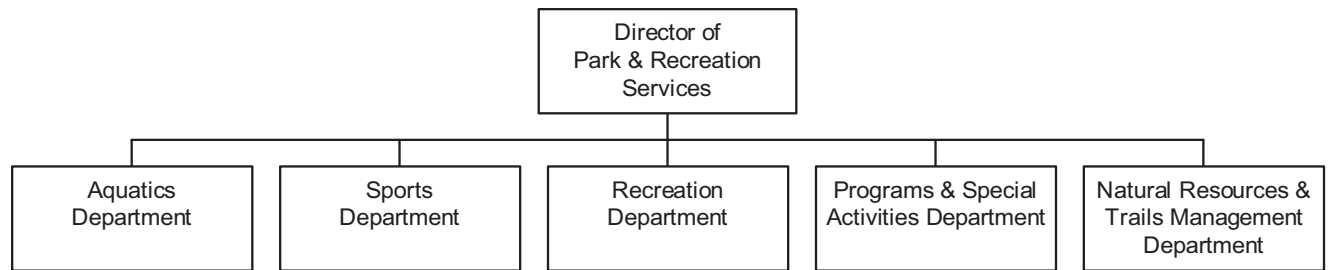 Director of
Park & Recreation
Services
Aquatics
Department
Sports
Department
Recreation
Department
Programs & Special
Activities Department
Natural Resources &
Trails Management
Department